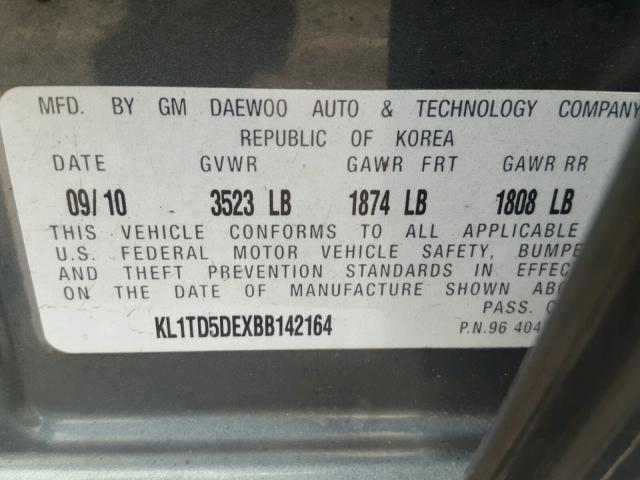 MFD. BY GM DAEWOO AUTO & TECHNOLOGY COMPANY
REPUBLIC OF KOREA
DATE GVWR GAWR FRT GAWR RR
09/10 3523 LB 1874 LB 1808 LB
THIS VEHICLE CONFORMS TO ALL APPLICABLE
U.S. FEDERAL MOTOR VEHICLE SAFETY, BUMPE
AND THEFT PREVENTION STANDARDS IN EFFEC
ON THE DATE OF MANUFACTURE SHOWN ABO
PASS.
KL1TD5DEXBB142164 P.N.96 404